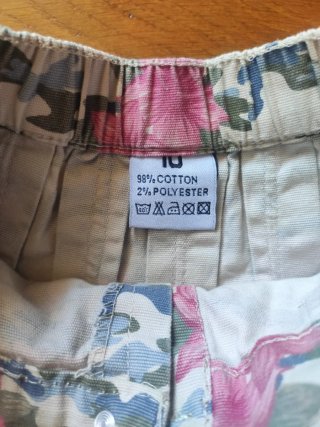 10
98% COTTON
2% POLYESTER